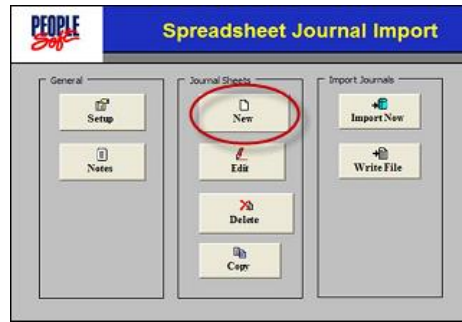 PEOPLE
Soft
Spreadsheet Journal Import
General
Setup
Notes
Journal Sheets
New
Edit
Delete
Copy
Import Journals
Import Now
Write File